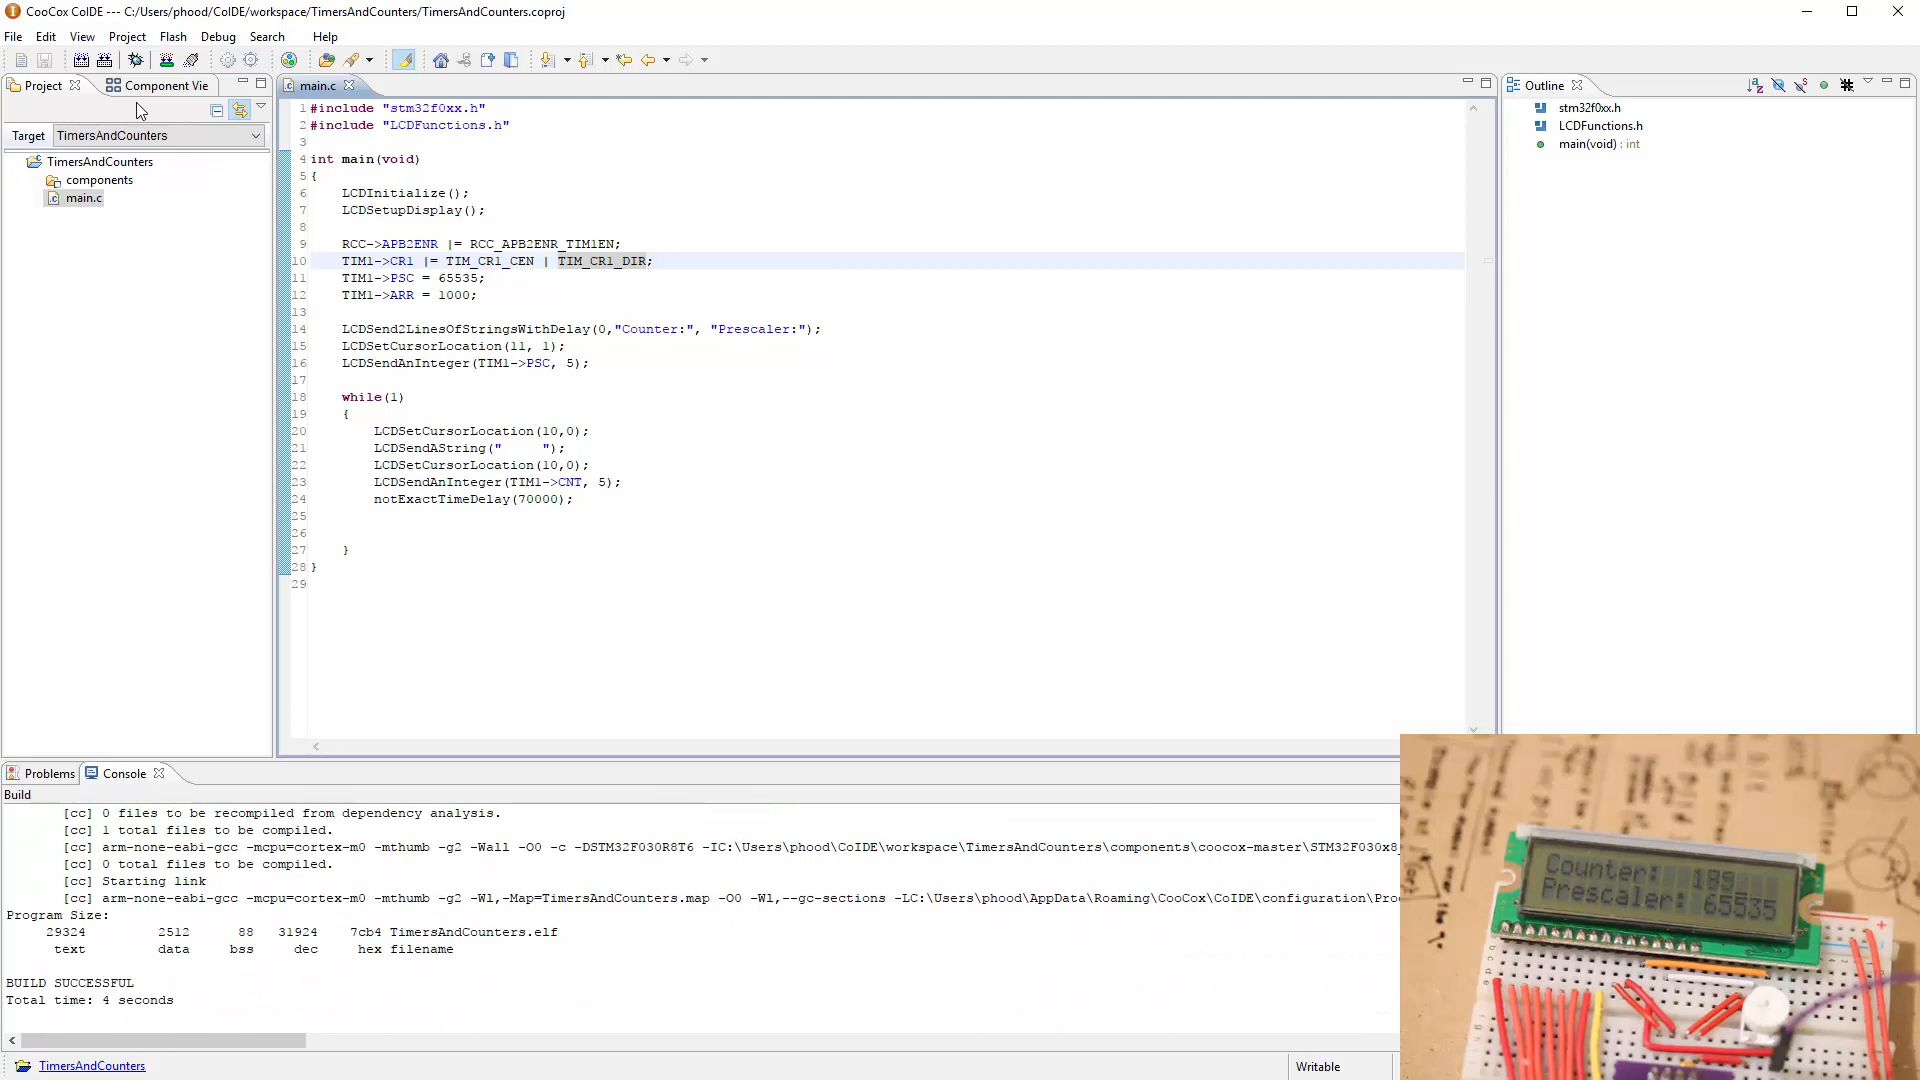 CooCox CoIDE --- C:/Users/phood/CoIDE/workspace/TimersAndCounters/TimersAndCounters.coproj
File Edit View Project Flash Debug Search Help
Project Component Vie
Target TimersAndCounters
TimersAndCounters
components
main.c
main.c
1 #include "stm32f0xx.h"
2 #include "LCDFunctions.h"
3
4 int main(void)
5 {
6 LCDInitialize();
7 LCDSetupDisplay();
8
9 RCC->APB2ENR |= RCC_APB2ENR_TIM1EN;
10 TIM1->CR1 |= TIM_CR1_CEN | TIM_CR1_DIR;
11 TIM1->PSC = 65535;
12 TIM1->ARR = 1000;
13
14 LCDSend2LinesOfStringsWithDelay(0,"Counter:", "Prescaler:");
15 LCDSetCursorLocation(11, 1);
16 LCDSendAnInteger(TIM1->PSC, 5);
17
18 while(1)
19 {
20 LCDSetCursorLocation(10,0);
21 LCDSendAString("     ");
22 LCDSetCursorLocation(10,0);
23 LCDSendAnInteger(TIM1->CNT, 5);
24 notExactTimeDelay(70000);
25
26
27 }
28 }
29
Outline
stm32f0xx.h
LCDFunctions.h
main(void) : int
Problems Console
Build
[cc] 0 files to be recompiled from dependency analysis.
[cc] 1 total files to be compiled.
[cc] arm-none-eabi-gcc -mcpu=cortex-m0 -mthumb -g2 -Wall -O0 -c -DSTM32F030R8T6 -IC:\Users\phood\CoIDE\workspace\TimersAndCounters\components\coocox-master\STM32F030x8_
[cc] 0 total files to be compiled.
[cc] Starting link
[cc] arm-none-eabi-gcc -mcpu=cortex-m0 -mthumb -g2 -Wl,-Map=TimersAndCounters.map -O0 -Wl,--gc-sections -LC:\Users\phood\AppData\Roaming\CooCox\CoIDE\configuration\Pro
Program Size:
29324 2512 88 31924 7cb4 TimersAndCounters.elf
text data bss dec hex filename
BUILD SUCCESSFUL
Total time: 4 seconds
TimersAndCounters
Writable
Counter: 189
Prescaler: 65535